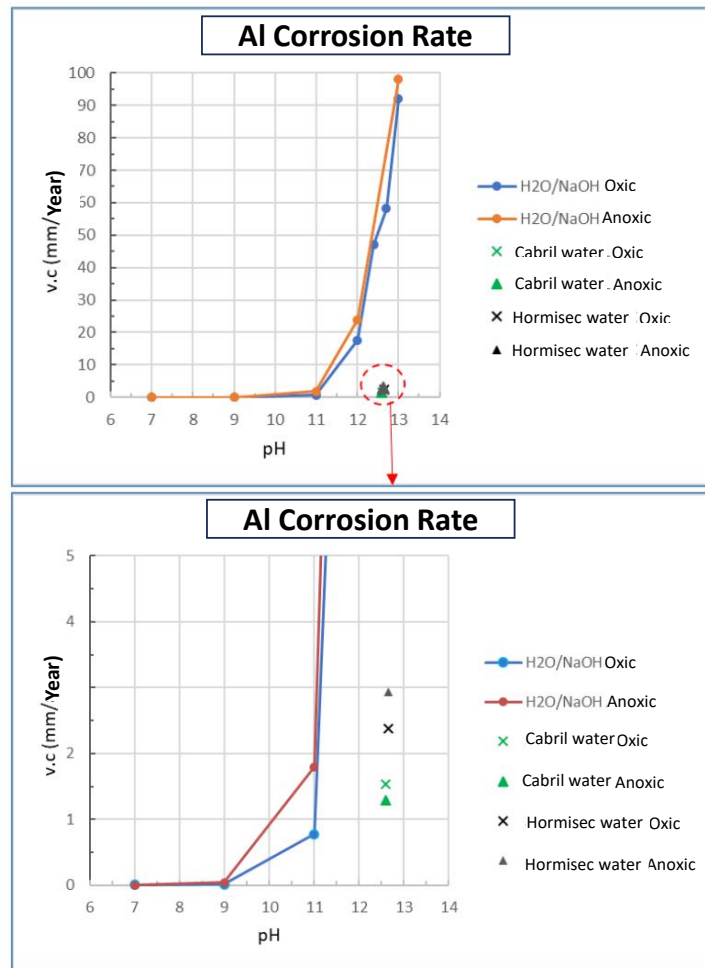 Al Corrosion Rate
100
90
80
70
60
50
40
30
20
10
0
v.c (mm/Year)
6 7 8 9 10 11 12 13 14
pH
H2O/NaOH Oxic
H2O/NaOH Anoxic
Cabril water Oxic
Cabril water Anoxic
Hormisec water Oxic
Hormisec water Anoxic
Al Corrosion Rate
5
4
2
1
0
v.c (mm/Year)
6 7 8 9 10 11 12 13 14
pH
H2O/NaOH Oxic
H2O/NaOH Anoxic
Cabril water Oxic
Cabril water Anoxic
Hormisec water Oxic
Hormisec water Anoxic